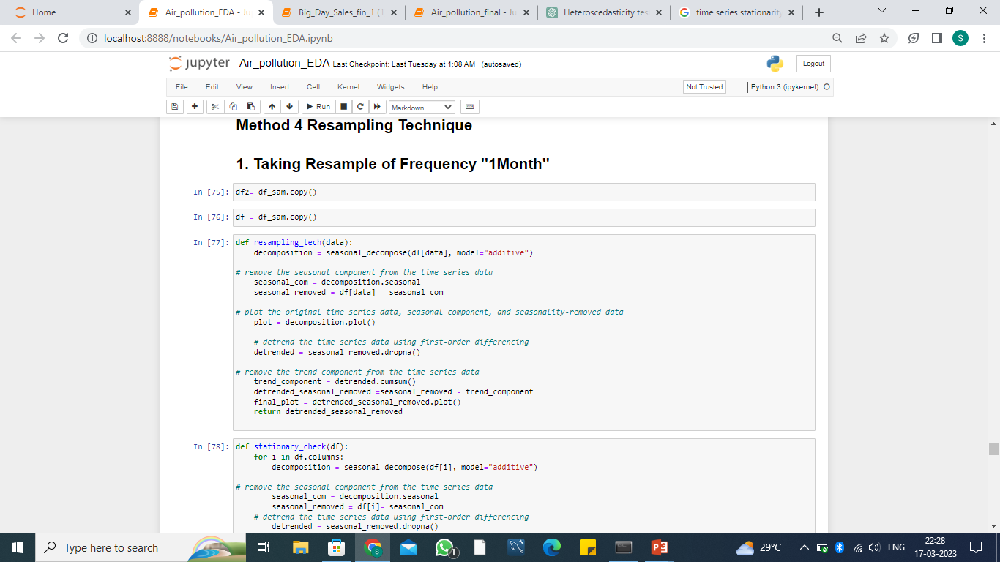 Home
Air_pollution_EDA - Ju
Big_Day_Sales_fin_1 (1
Air_pollution_final - Ju
Heteroscedasticity tes
time series stationarity
localhost:8888/notebooks/Air_pollution_EDA.ipynb
S
jupyter Air_pollution_EDA Last Checkpoint: Last Tuesday at 1:08 AM (autosaved)
Logout
File Edit View Insert Cell Kernel Widgets Help
Not Trusted
Python 3 (ipykernel)
Run
Markdown
Method 4 Resampling Technique
1. Taking Resample of Frequency "1Month"
In [75]: df2= df_sam.copy()
In [76]: df = df_sam.copy()
In [77]: def resampling_tech(data):
decomposition = seasonal_decompose(df[data], model="additive")
# remove the seasonal component from the time series data
seasonal_com = decomposition.seasonal
seasonal_removed = df[data] - seasonal_com
# plot the original time series data, seasonal component, and seasonality-removed data
plot = decomposition.plot()
# detrend the time series data using first-order differencing
detrended = seasonal_removed.dropna()
# remove the trend component from the time series data
trend_component = detrended.cumsum()
detrended_seasonal_removed =seasonal_removed - trend_component
final_plot = detrended_seasonal_removed.plot()
return detrended_seasonal_removed
In [78]: def stationary_check(df):
for i in df.columns:
decomposition = seasonal_decompose(df[i], model="additive")
# remove the seasonal component from the time series data
seasonal_com = decomposition.seasonal
seasonal_removed = df[i]- seasonal_com
# detrend the time series data using first-order differencing
detrended = seasonal_removed.dropna()
Type here to search
S
1
29°C
ENG
22:28
17-03-2023